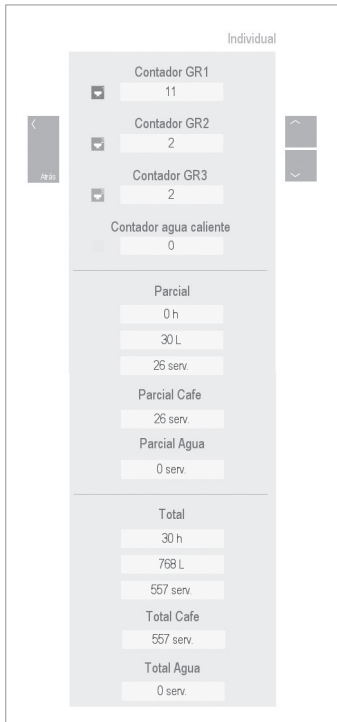 Individual
Contador GR1
11
Contador GR2
2
Contador GR3
2
Contador agua caliente
0
Atrás
Parcial
0 h
30 L
26 serv.
Parcial Cafe
26 serv.
Parcial Agua
0 serv.
Total
30 h
768 L
557 serv.
Total Cafe
557 serv.
Total Agua
0 serv.